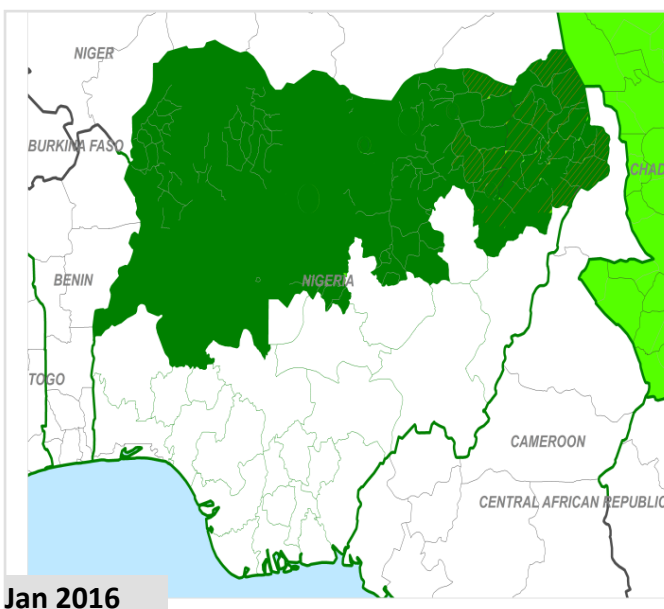 NIGER
BURKINA FASO
CHAD
BENIN
NIGERIA
TOGO
CAMEROON
CENTRAL AFRICAN REPUBLIC
Jan 2016